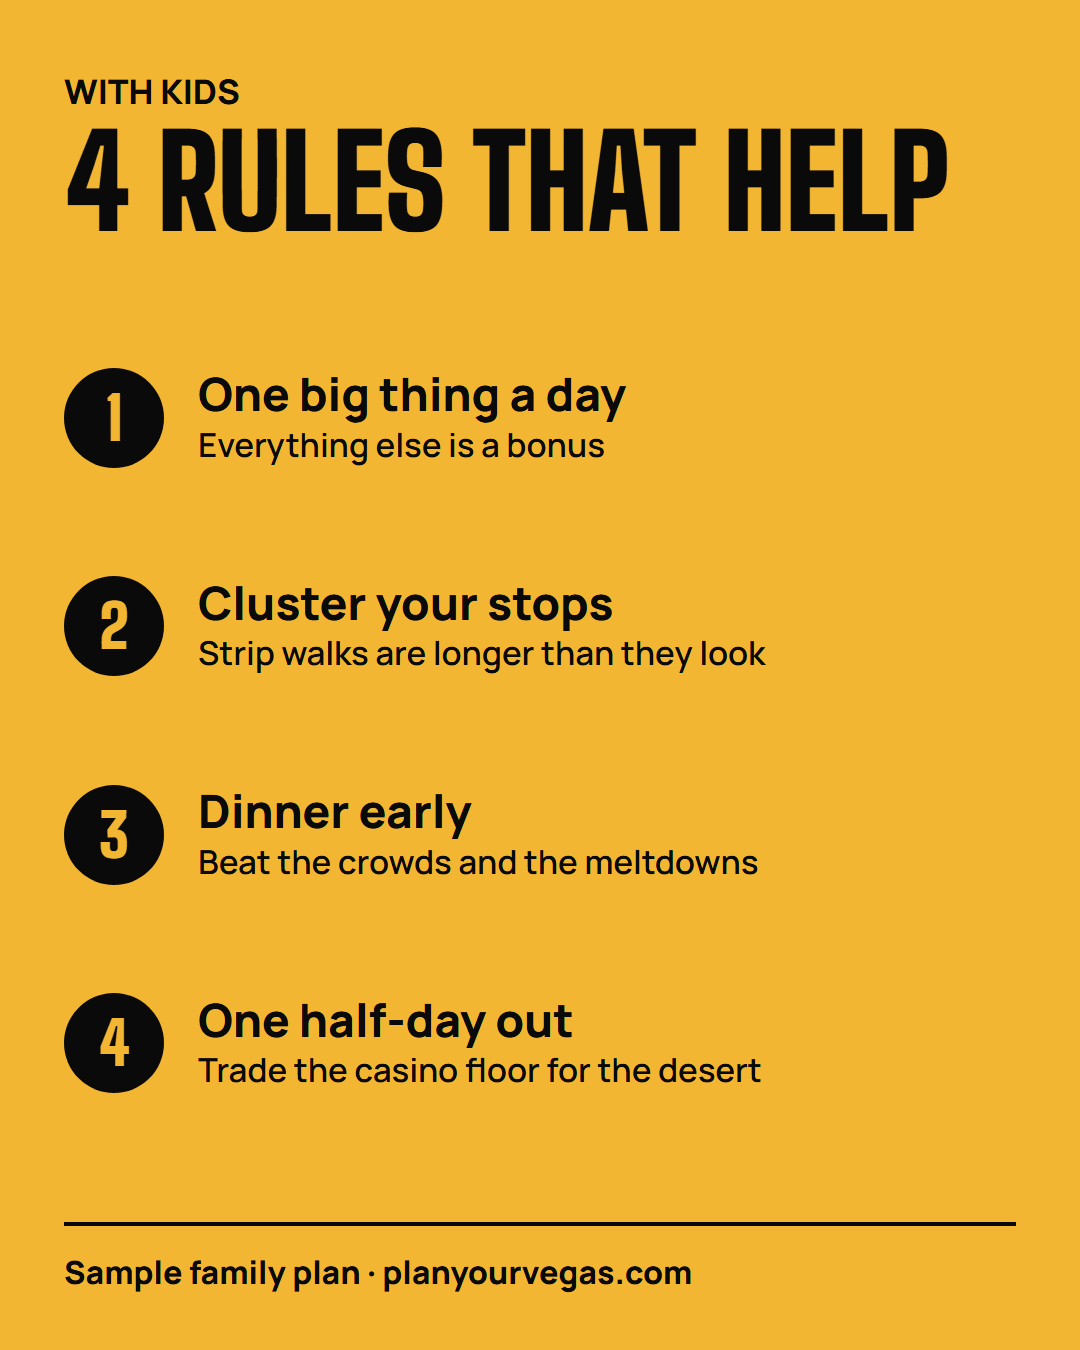 WITH KIDS
4 RULES THAT HELP
1
One big thing a day
Everything else is a bonus
2
Cluster your stops
Strip walks are longer than they look
3
Dinner early
Beat the crowds and the meltdowns
4
One half-day out
Trade the casino floor for the desert
Sample family plan · planyourvegas.com